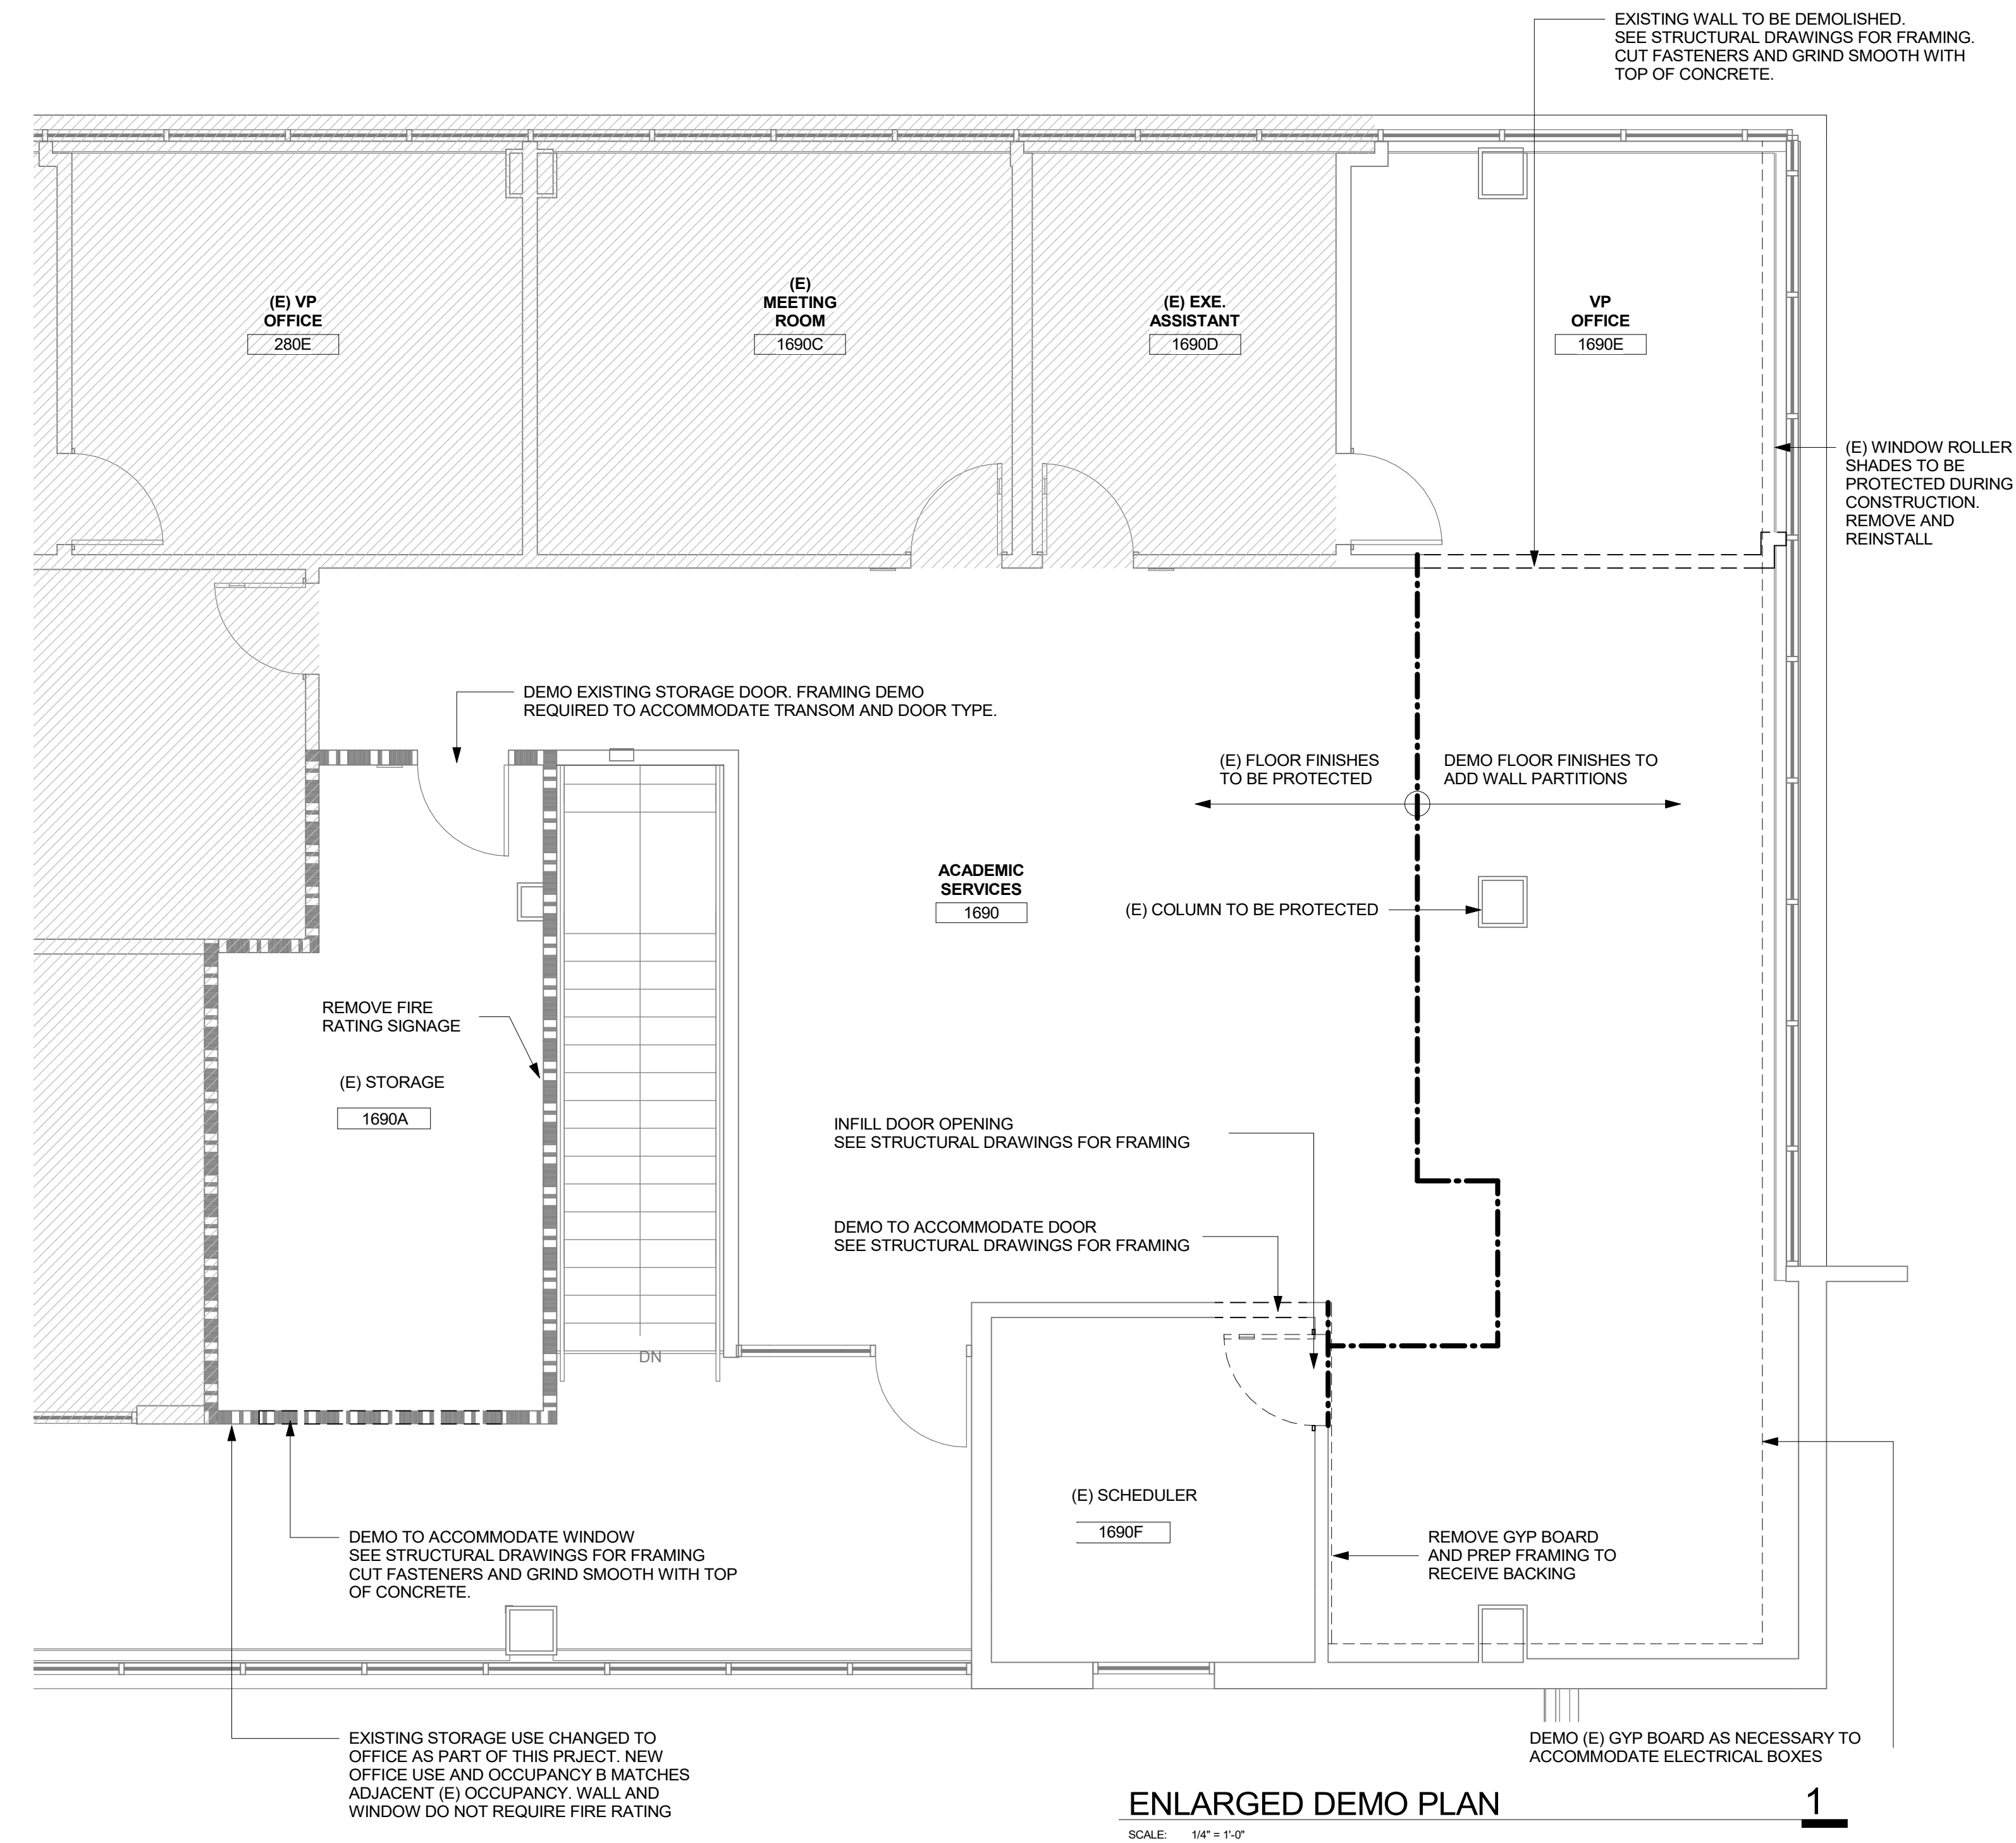 EXISTING WALL TO BE DEMOLISHED.
SEE STRUCTURAL DRAWINGS FOR FRAMING.
CUT FASTENERS AND GRIND SMOOTH WITH
TOP OF CONCRETE.
(E) VP
OFFICE
280E
(E)
MEETING
ROOM
1690C
(E) EXE.
ASSISTANT
1690D
VP
OFFICE
1690E
(E) WINDOW ROLLER
SHADES TO BE
PROTECTED DURING
CONSTRUCTION.
REMOVE AND
REINSTALL
DEMO EXISTING STORAGE DOOR. FRAMING DEMO
REQUIRED TO ACCOMMODATE TRANSOM AND DOOR TYPE.
(E) FLOOR FINISHES
TO BE PROTECTED
DEMO FLOOR FINISHES TO
ADD WALL PARTITIONS
ACADEMIC
SERVICES
1690
(E) COLUMN TO BE PROTECTED
REMOVE FIRE
RATING SIGNAGE
(E) STORAGE
1690A
INFILL DOOR OPENING
SEE STRUCTURAL DRAWINGS FOR FRAMING
DEMO TO ACCOMMODATE DOOR
SEE STRUCTURAL DRAWINGS FOR FRAMING
DN
(E) SCHEDULER
1690F
DEMO TO ACCOMMODATE WINDOW
SEE STRUCTURAL DRAWINGS FOR FRAMING
CUT FASTENERS AND GRIND SMOOTH WITH TOP
OF CONCRETE.
REMOVE GYP BOARD
AND PREP FRAMING TO
RECEIVE BACKING
EXISTING STORAGE USE CHANGED TO
OFFICE AS PART OF THIS PRJECT. NEW
OFFICE USE AND OCCUPANCY B MATCHES
ADJACENT (E) OCCUPANCY. WALL AND
WINDOW DO NOT REQUIRE FIRE RATING
DEMO (E) GYP BOARD AS NECESSARY TO
ACCOMMODATE ELECTRICAL BOXES
ENLARGED DEMO PLAN 1
SCALE: 1/4" = 1'-0"